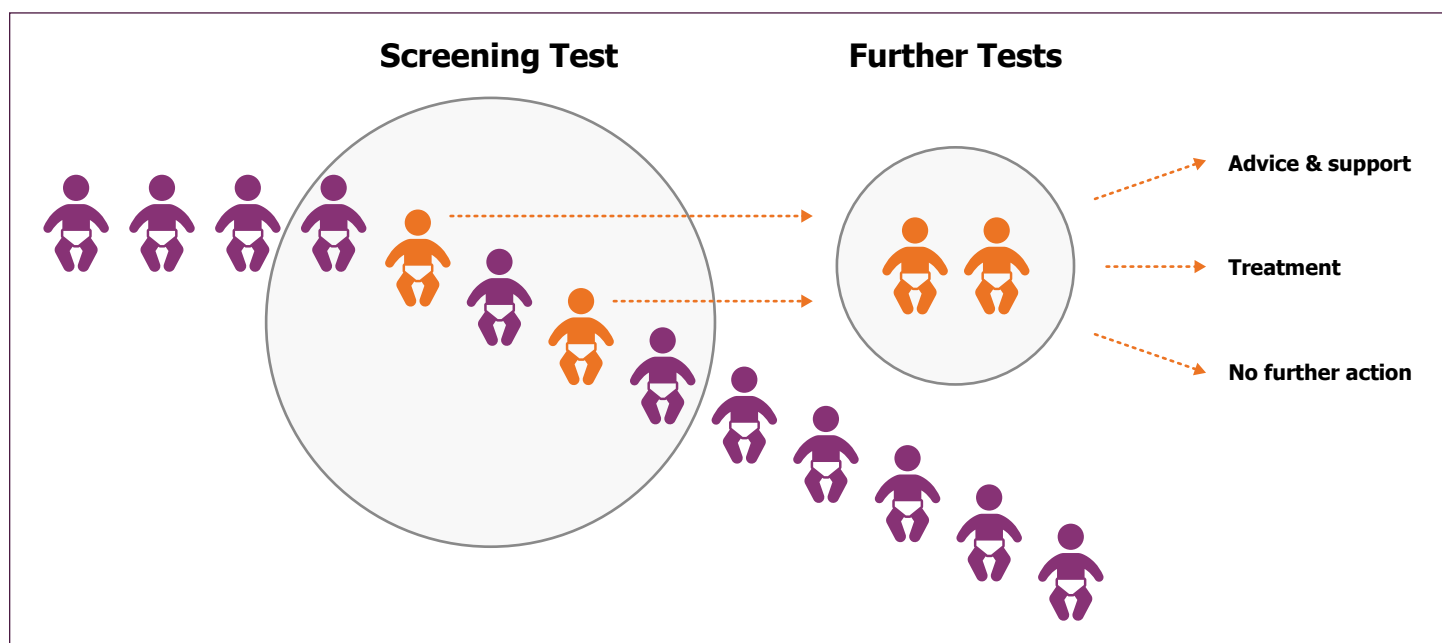 Screening Test
Further Tests
Advice & support
Treatment
No further action